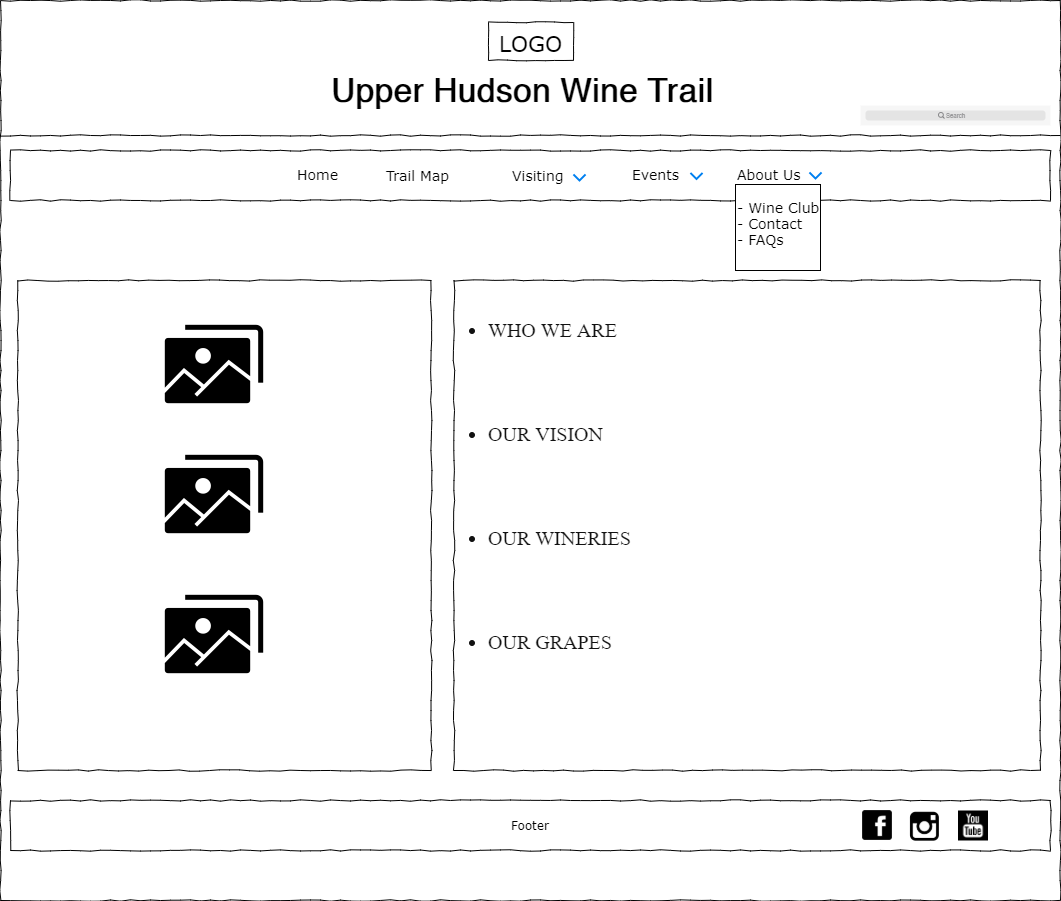 LOGO
Upper Hudson Wine Trail
Search
Home Trail Map Visiting Events About Us
- Wine Club
- Contact
- FAQs
• WHO WE ARE
• OUR VISION
• OUR WINERIES
• OUR GRAPES
Footer
f
You
Tube